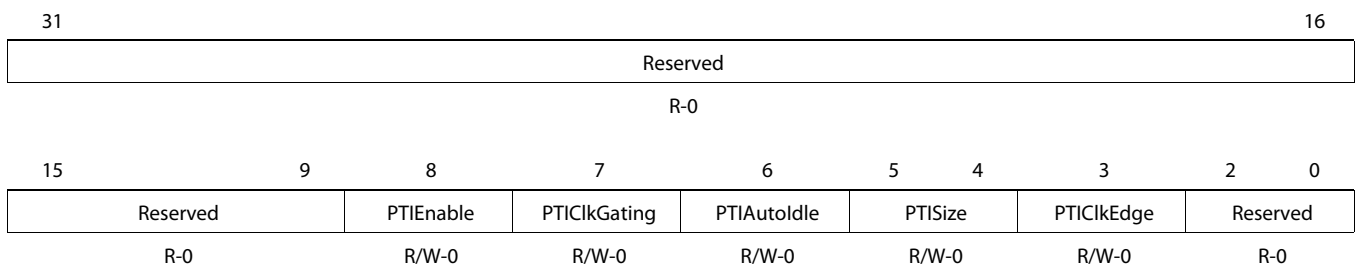 31 16
Reserved
R-0
15 9 8 7 6 5 4 3 2 0
Reserved PTIEnable PTIClkGating PTIAutoIdle PTISize PTIClkEdge Reserved
R-0 R/W-0 R/W-0 R/W-0 R/W-0 R/W-0 R-0